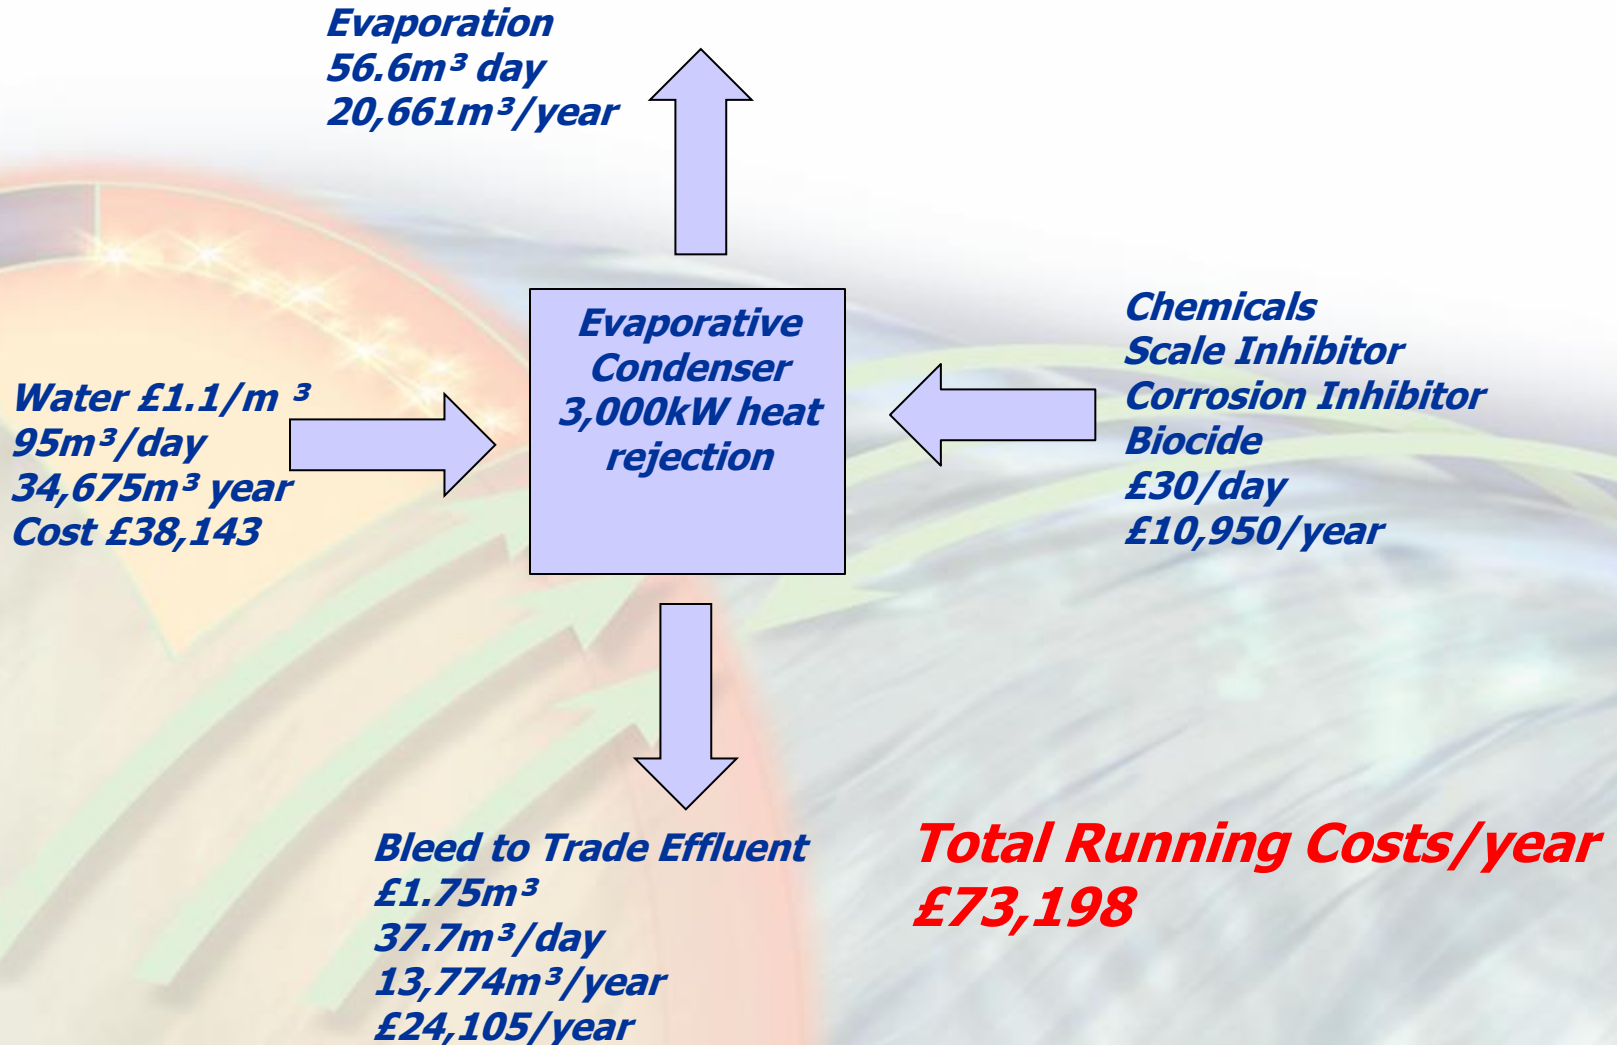 Evaporation
56.6m³ day
20,661m³/year
Evaporative
Condenser
3,000kW heat
rejection
Water £1.1/m ³
95m³/day
34,675m³ year
Cost £38,143
Chemicals
Scale Inhibitor
Corrosion Inhibitor
Biocide
£30/day
£10,950/year
Bleed to Trade Effluent
£1.75m³
37.7m³/day
13,774m³/year
£24,105/year
Total Running Costs/year
£73,198